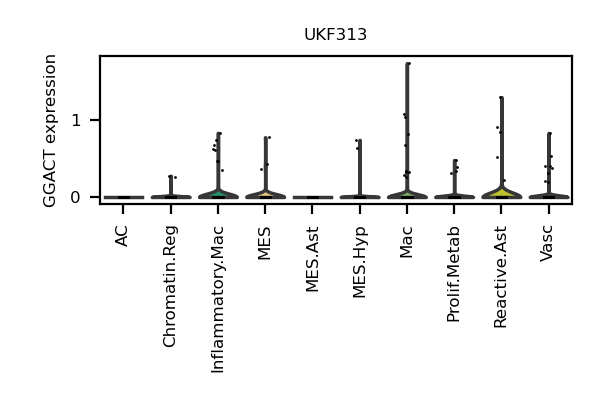 UKF313
GGACT expression
1
0
AC
Chromatin.Reg
Inflammatory.Mac
MES
MES.Ast
MES.Hyp
Mac
Prolif.Metab
Reactive.Ast
Vasc